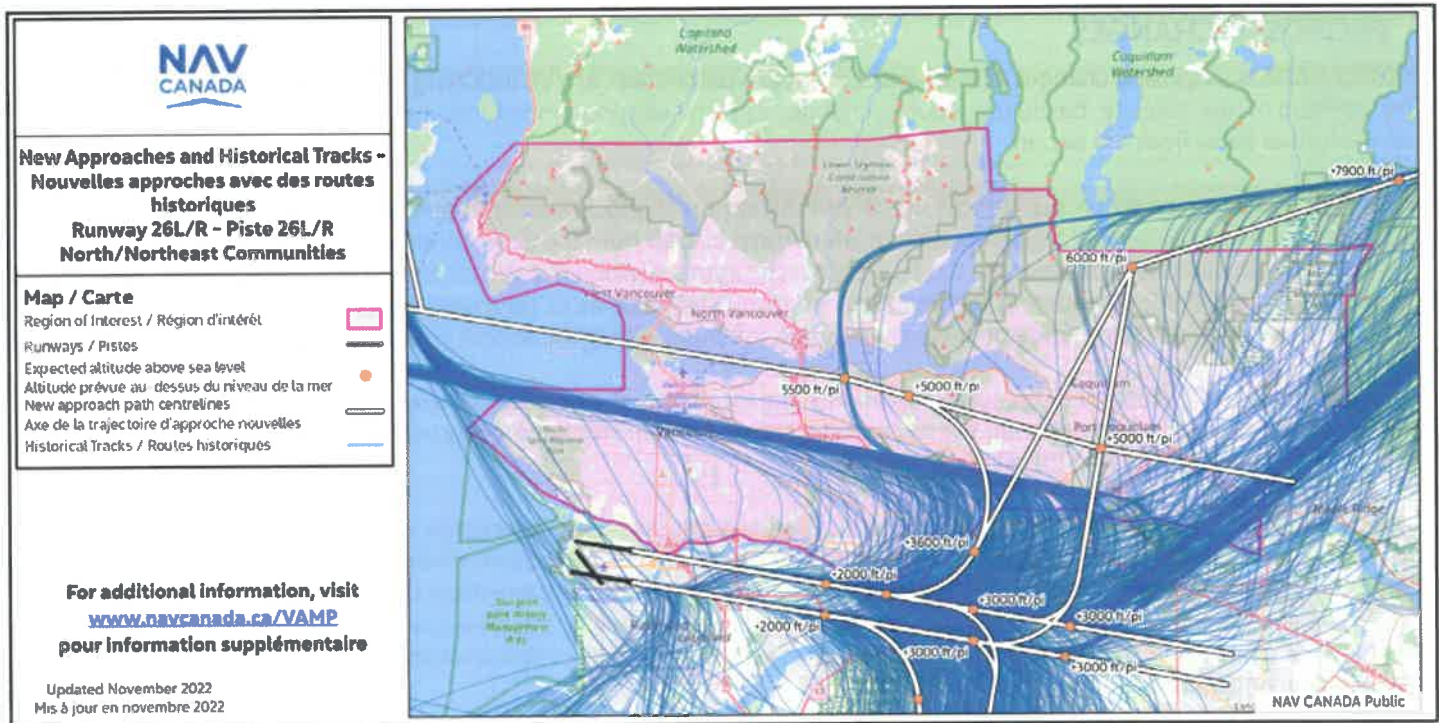 NAV
CANADA
New Approaches and Historical Tracks -
Nouvelles approches avec des routes
historiques
Runway 26L/R - Piste 26L/R
North/Northeast Communities
Map / Carte
Region of Interest / Région d'intérêt
Runways / Pistes
Expected altitude above sea level
Altitude prévue au dessus du niveau de la mer
New approach path centrelines
Axe de la trajectoire d'approche nouvelles
Historical Tracks / Routes historiques
For additional information, visit
www.navcanada.ca/VAMP
pour information supplémentaire
Updated November 2022
Mis à jour en novembre 2022
Capilano
Watershed
Coquitlam
Watershed
Lower Seymour
Conservation
Reserve
+7900 ft/pi
6000 ft/pi
West Vancouver
North Vancouver
5500 ft/pi
+5000 ft/pi
Coquitlam
Port Coquitlam
+5000 ft/pi
Maple Ridge
+3600 ft/pi
+2000 ft/pi
+3000 ft/pi
+3000 ft/pi
+2000 ft/pi
+3000 ft/pi
+3000 ft/pi
NAV CANADA Public